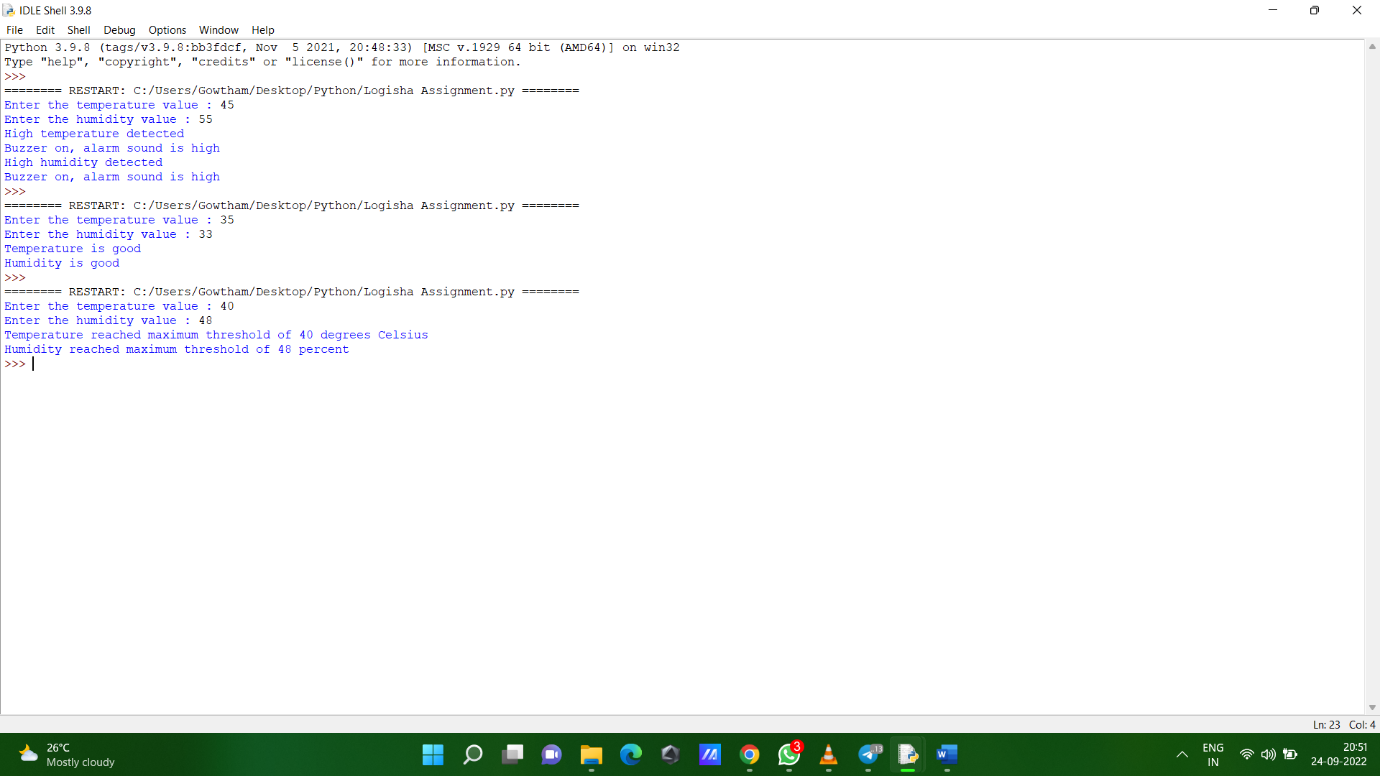 IDLE Shell 3.9.8
File Edit Shell Debug Options Window Help
Python 3.9.8 (tags/v3.9.8:bb3fdcf, Nov  5 2021, 20:48:33) [MSC v.1929 64 bit (AMD64)] on win32
Type "help", "copyright", "credits" or "license()" for more information.
>>>
======== RESTART: C:/Users/Gowtham/Desktop/Python/Logisha Assignment.py ========
Enter the temperature value : 45
Enter the humidity value : 55
High temperature detected
Buzzer on, alarm sound is high
High humidity detected
Buzzer on, alarm sound is high
>>>
======== RESTART: C:/Users/Gowtham/Desktop/Python/Logisha Assignment.py ========
Enter the temperature value : 35
Enter the humidity value : 33
Temperature is good
Humidity is good
>>>
======== RESTART: C:/Users/Gowtham/Desktop/Python/Logisha Assignment.py ========
Enter the temperature value : 40
Enter the humidity value : 48
Temperature reached maximum threshold of 40 degrees Celsius
Humidity reached maximum threshold of 48 percent
>>>
Ln: 23 Col: 4
26°C
Mostly cloudy
3
11
W
ENG
IN
20:51
24-09-2022